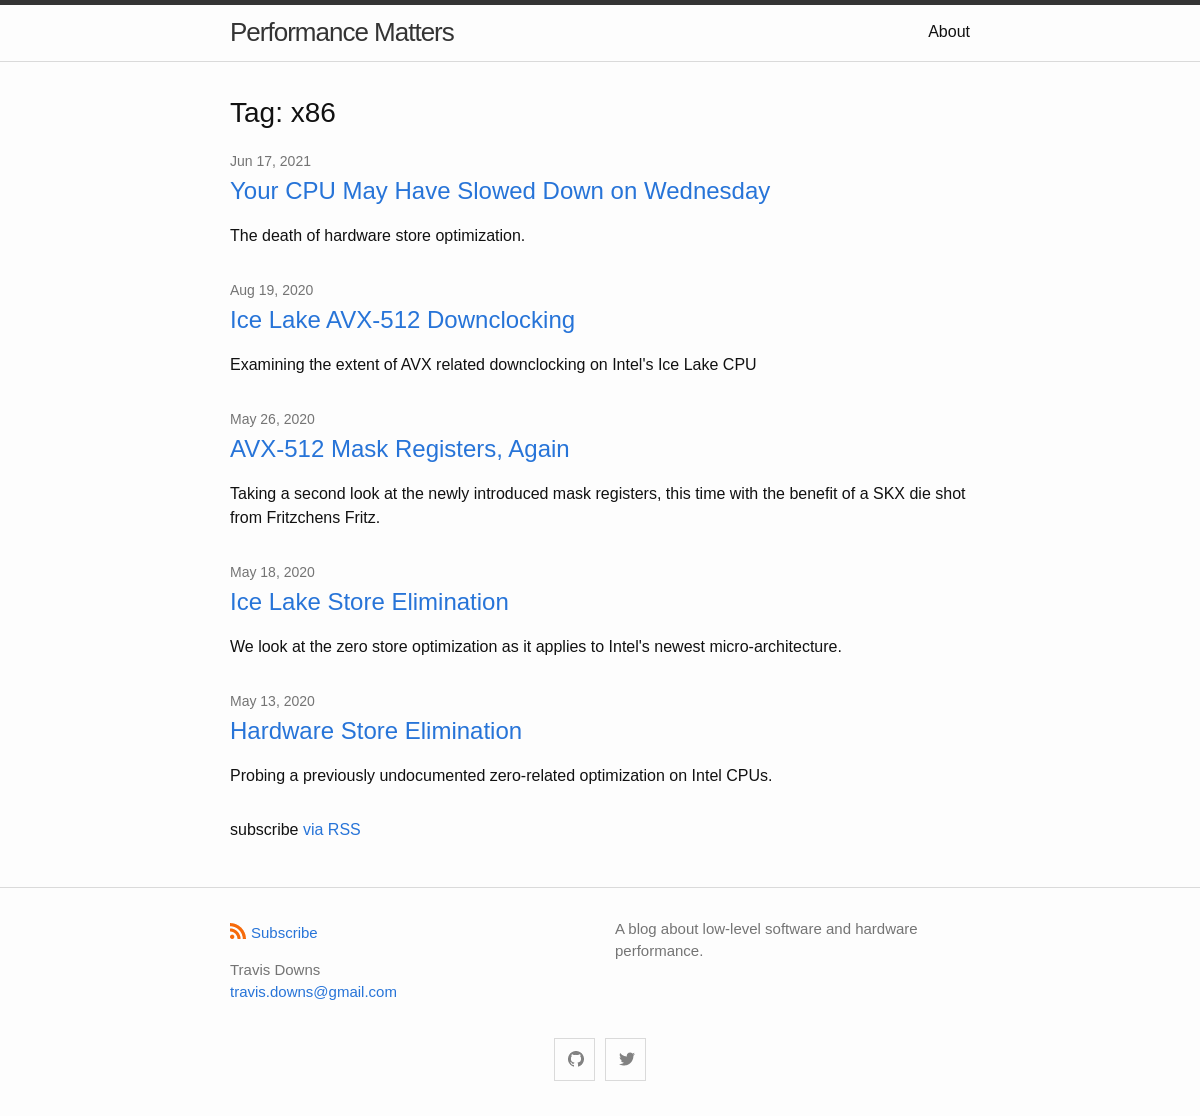 Performance Matters
About
Tag: x86
Jun 17, 2021
Your CPU May Have Slowed Down on Wednesday
The death of hardware store optimization.
Aug 19, 2020
Ice Lake AVX-512 Downclocking
Examining the extent of AVX related downclocking on Intel's Ice Lake CPU
May 26, 2020
AVX-512 Mask Registers, Again
Taking a second look at the newly introduced mask registers, this time with the benefit of a SKX die shot
from Fritzchens Fritz.
May 18, 2020
Ice Lake Store Elimination
We look at the zero store optimization as it applies to Intel's newest micro-architecture.
May 13, 2020
Hardware Store Elimination
Probing a previously undocumented zero-related optimization on Intel CPUs.
subscribe via RSS
Subscribe
Travis Downs
travis.downs@gmail.com
A blog about low-level software and hardware
performance.